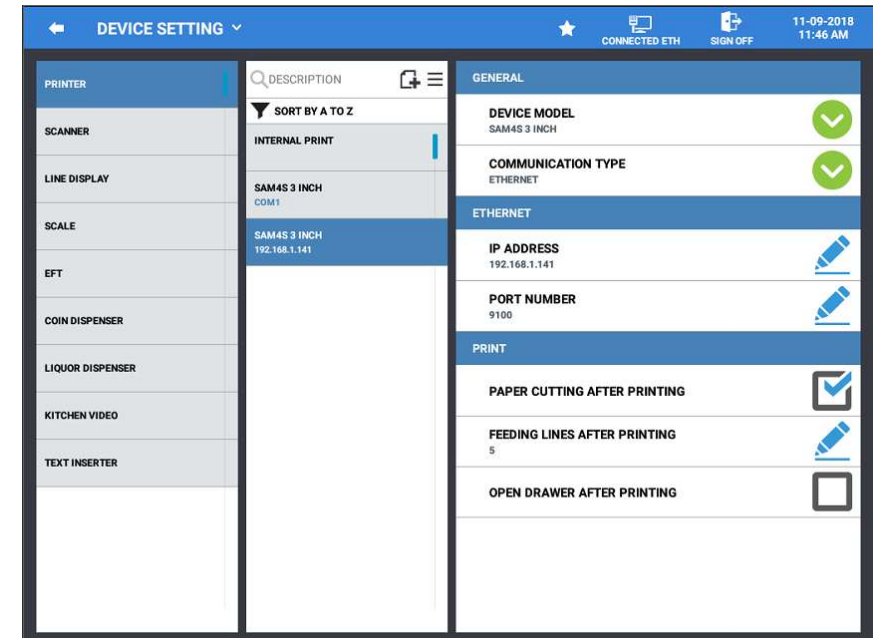 DEVICE SETTING
CONNECTED ETH
SIGN OFF
11-09-2018
11:46 AM
PRINTER
SCANNER
LINE DISPLAY
SCALE
EFT
COIN DISPENSER
LIQUOR DISPENSER
KITCHEN VIDEO
TEXT INSERTER
DESCRIPTION
SORT BY A TO Z
INTERNAL PRINT
SAM4S 3 INCH
COM1
SAM4S 3 INCH
192.168.1.141
GENERAL
DEVICE MODEL
SAM4S 3 INCH
COMMUNICATION TYPE
ETHERNET
ETHERNET
IP ADDRESS
192.168.1.141
PORT NUMBER
9100
PRINT
PAPER CUTTING AFTER PRINTING
FEEDING LINES AFTER PRINTING
5
OPEN DRAWER AFTER PRINTING